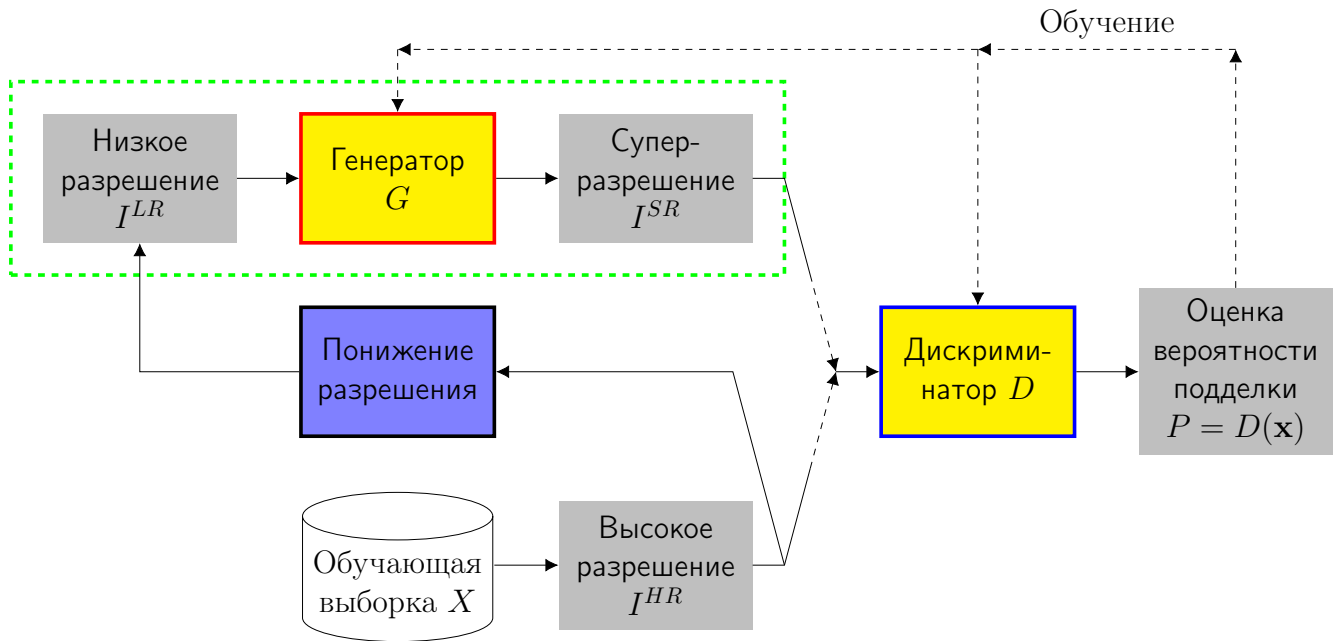 Обучение
Низкое
разрешение
I^{LR}
Генератор
G
Супер-
разрешение
I^{SR}
Понижение
разрешения
Дискрими-
натор D
Оценка
вероятности
подделки
P = D(x)
Обучающая
выборка X
Высокое
разрешение
I^{HR}